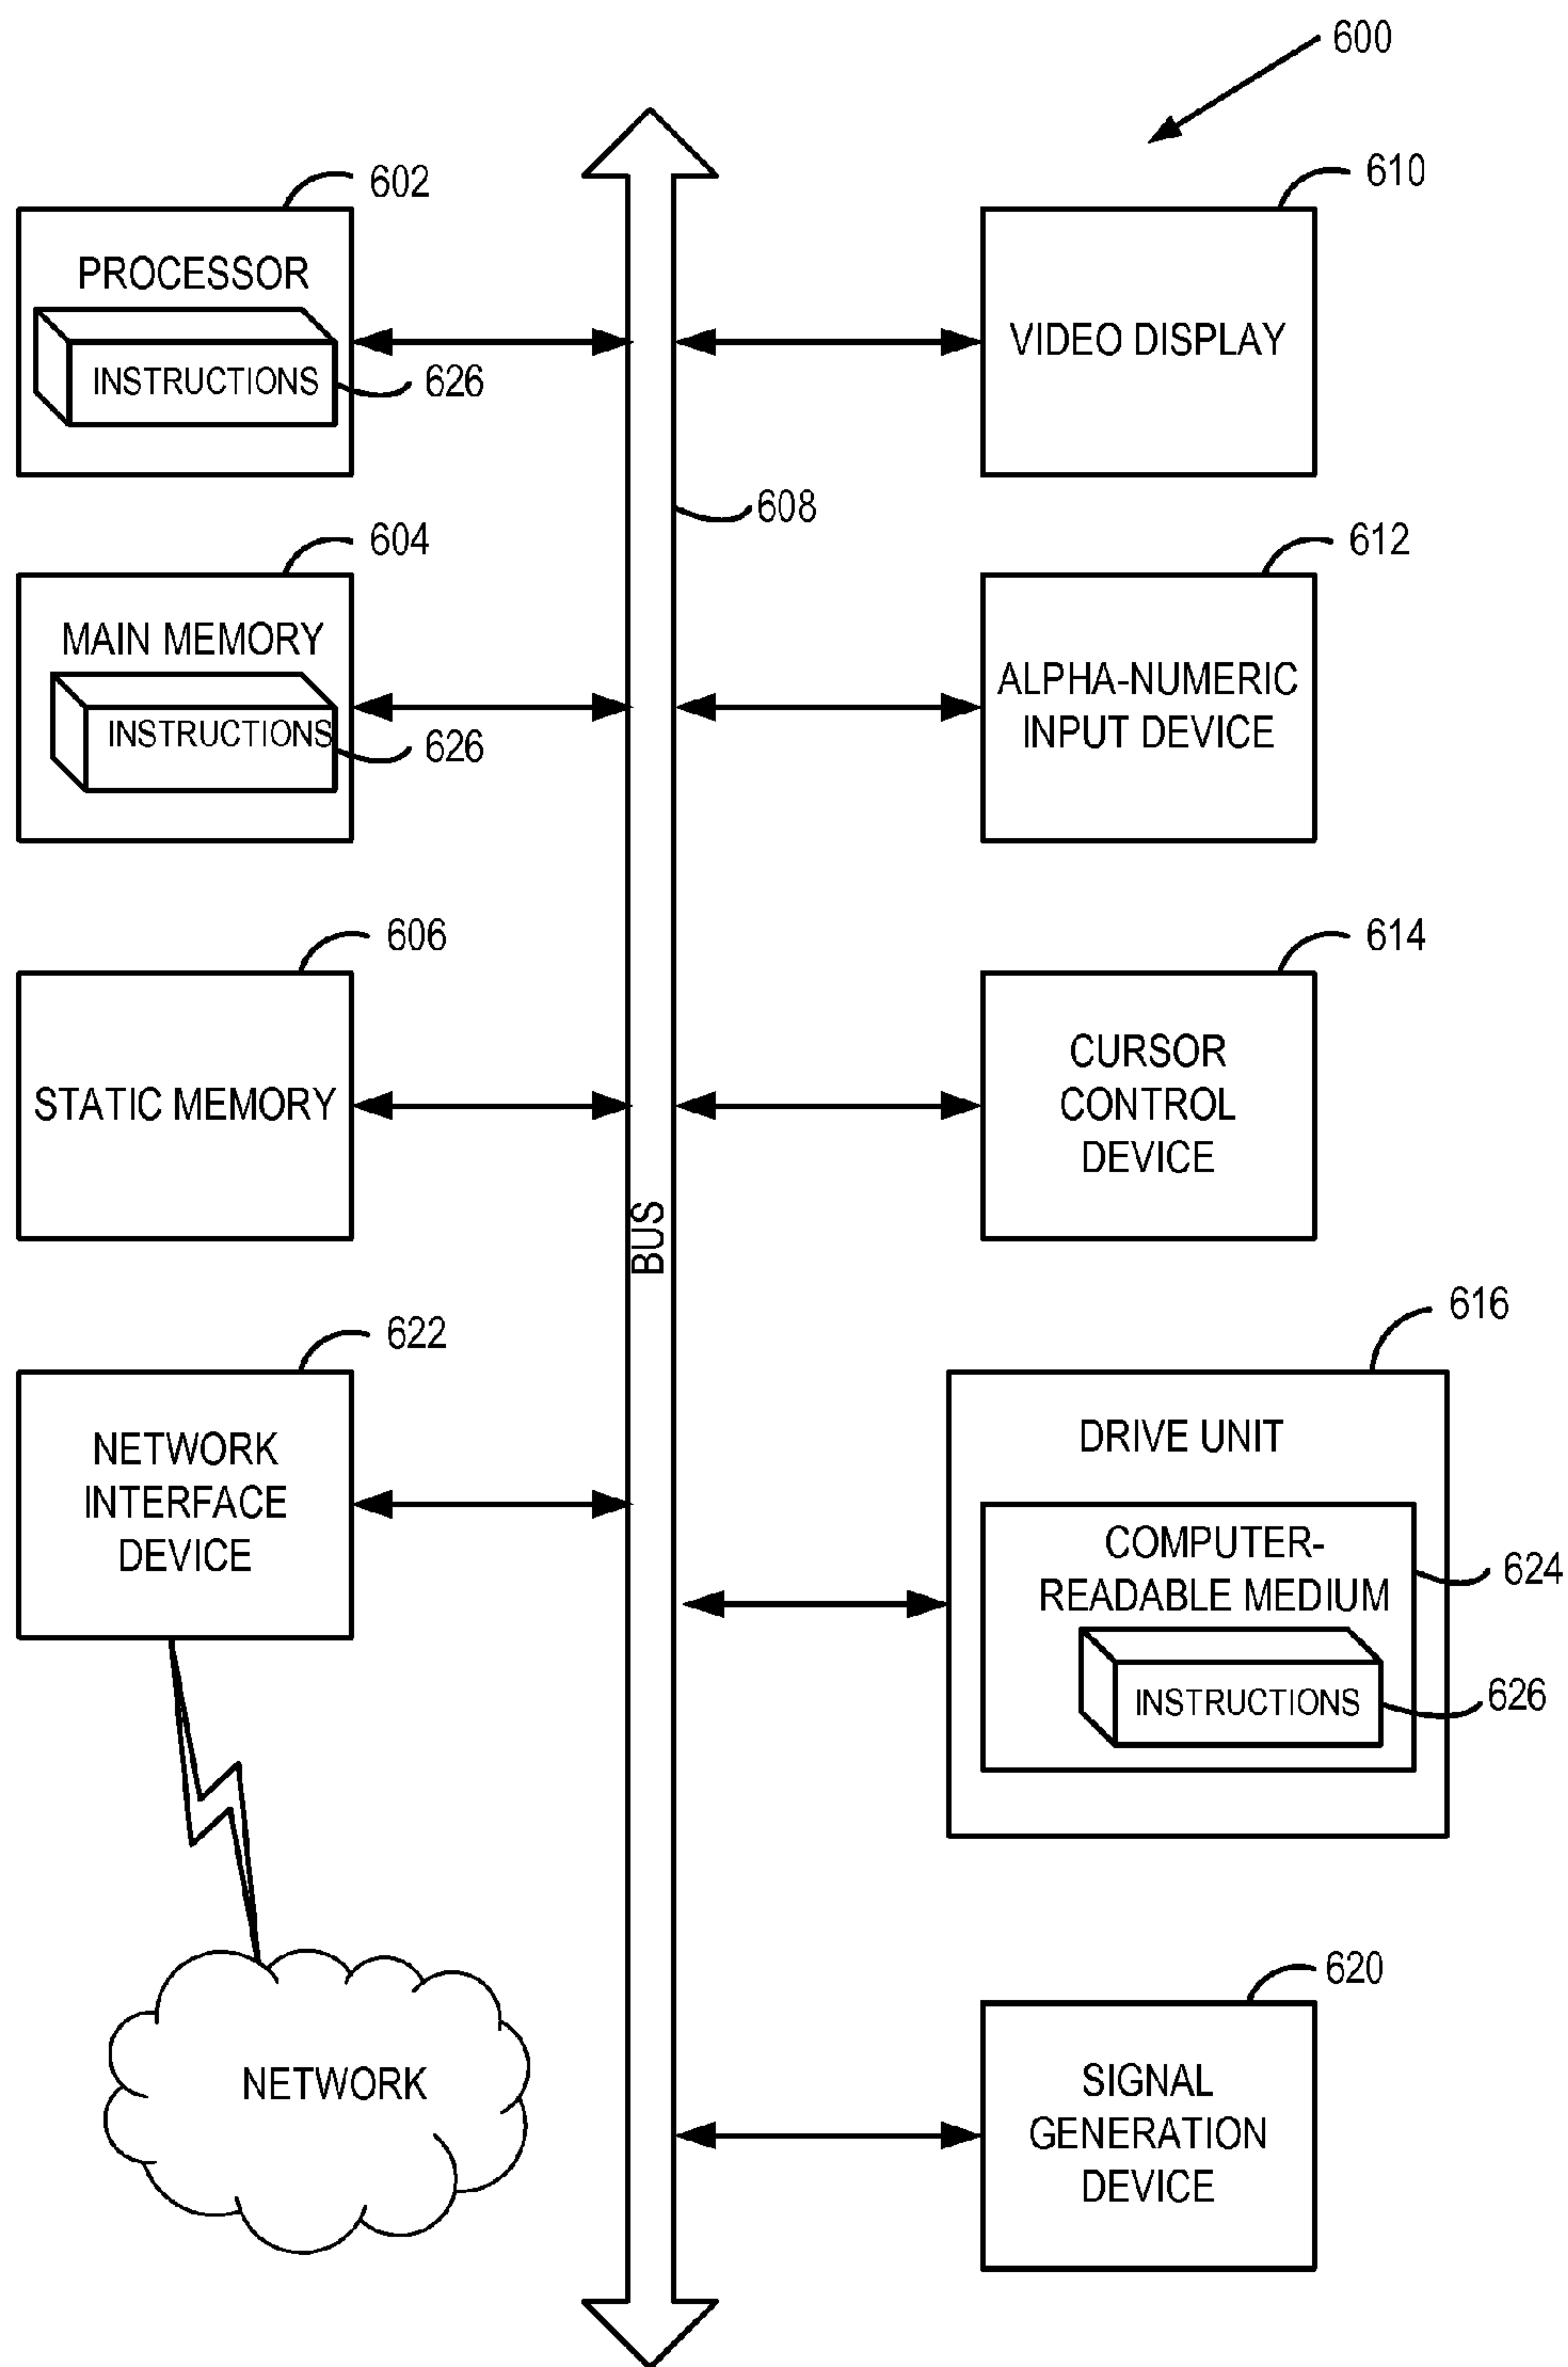 600
602
PROCESSOR
INSTRUCTIONS
626
610
VIDEO DISPLAY
608
604
MAIN MEMORY
INSTRUCTIONS
626
612
ALPHA-NUMERIC
INPUT DEVICE
606
STATIC MEMORY
614
CURSOR
CONTROL
DEVICE
BUS
622
NETWORK
INTERFACE
DEVICE
616
DRIVE UNIT
COMPUTER-
READABLE MEDIUM
624
INSTRUCTIONS
626
NETWORK
620
SIGNAL
GENERATION
DEVICE